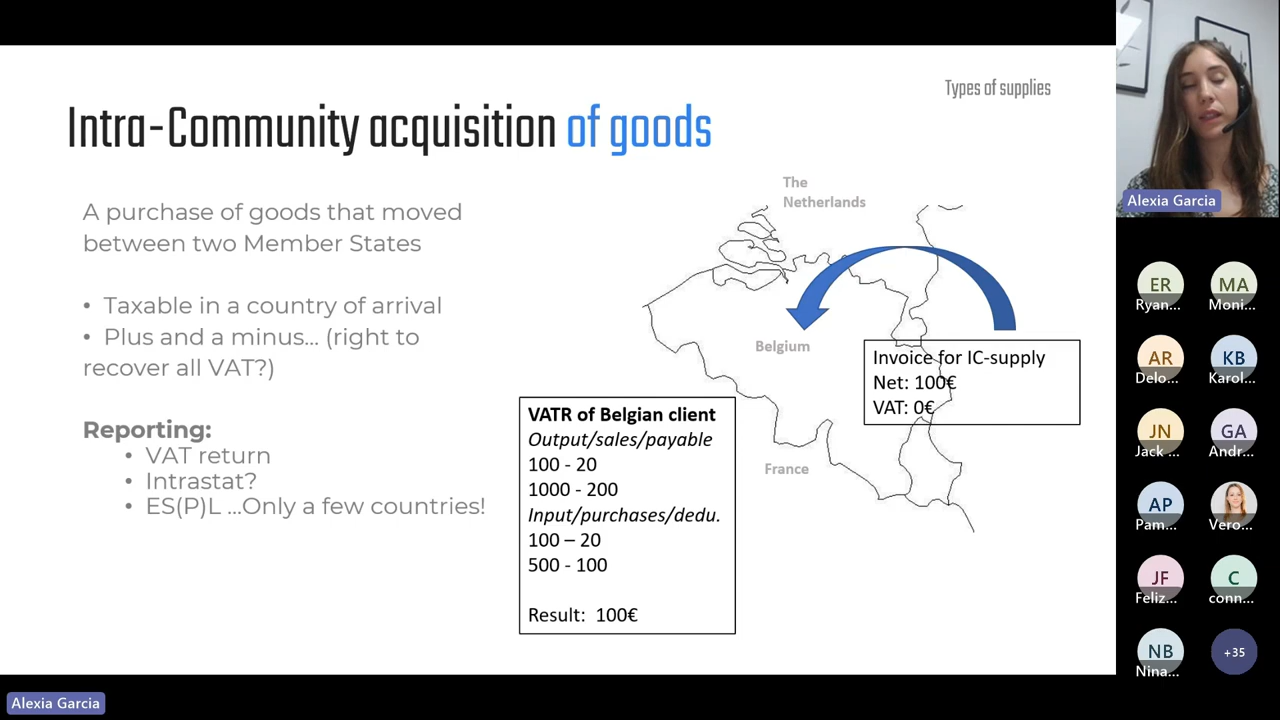 Types of supplies
Intra-Community acquisition of goods
A purchase of goods that moved
between two Member States
• Taxable in a country of arrival
• Plus and a minus... (right to
recover all VAT?)
Reporting:
• VAT return
• Intrastat?
• ES(P)L ...Only a few countries!
The
Netherlands
Belgium
France
Invoice for IC-supply
Net: 100€
VAT: 0€
VATR of Belgian client
Output/sales/payable
100 - 20
1000 - 200
Input/purchases/dedu.
100 – 20
500 - 100
Result: 100€
Alexia Garcia
ER
Ryan...
MA
Moni...
AR
Delo...
KB
Karol...
JN
Jack ...
GA
Andr...
AP
Pam...
Vero...
JF
Feliz...
C
conn...
NB
Nina...
+35
Alexia Garcia